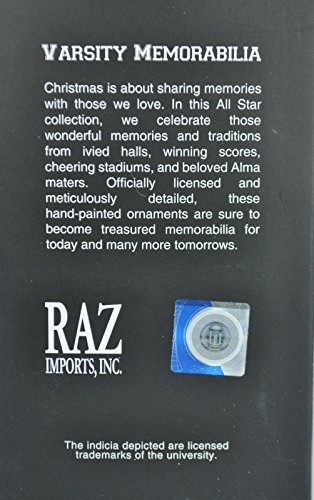 VARSITY MEMORABILIA
Christmas is about sharing memories
with those we love. In this All Star
collection, we celebrate those
wonderful memories and traditions
from ivied halls, winning scores,
cheering stadiums, and beloved Alma
maters. Officially licensed and
meticulously detailed, these
hand-painted ornaments are sure to
become treasured memorabilia for
today and many more tomorrows.
RAZ
IMPORTS, INC.
The indicia depicted are licensed
trademarks of the university.